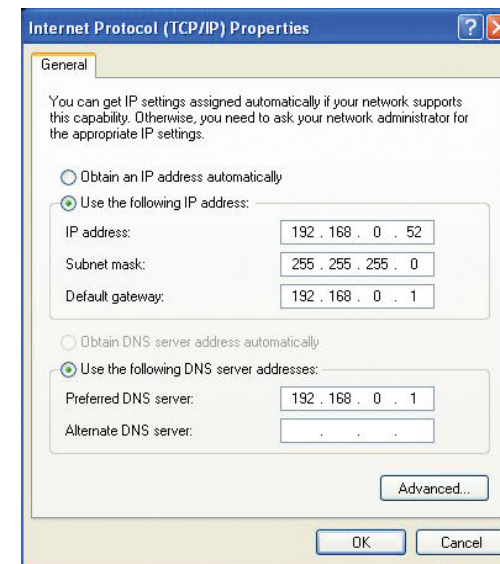 Internet Protocol (TCP/IP) Properties
General
You can get IP settings assigned automatically if your network supports
this capability. Otherwise, you need to ask your network administrator for
the appropriate IP settings.
Obtain an IP address automatically
Use the following IP address:
IP address: 192 . 168 . 0 . 52
Subnet mask: 255 . 255 . 255 . 0
Default gateway: 192 . 168 . 0 . 1
Obtain DNS server address automatically
Use the following DNS server addresses:
Preferred DNS server: 192 . 168 . 0 . 1
Alternate DNS server: . . .
Advanced...
OK Cancel